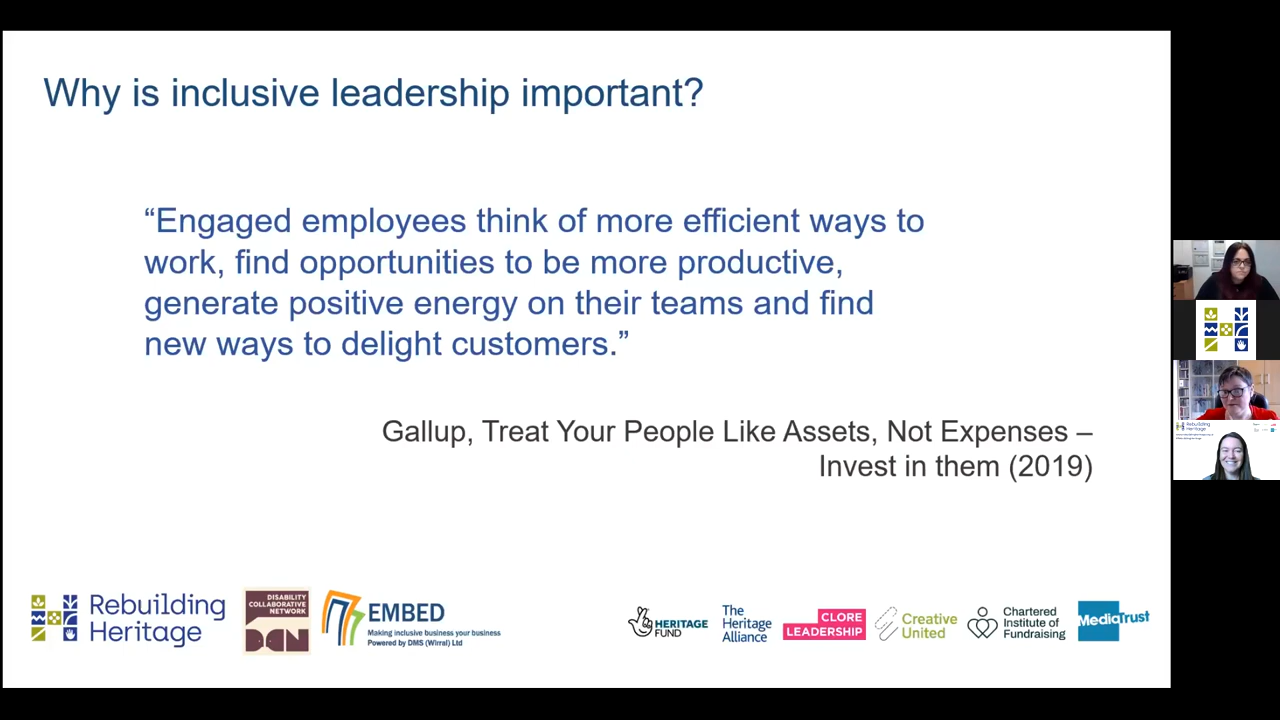 Why is inclusive leadership important?
“Engaged employees think of more efficient ways to
work, find opportunities to be more productive,
generate positive energy on their teams and find
new ways to delight customers.”
Gallup, Treat Your People Like Assets, Not Expenses –
Invest in them (2019)
Rebuilding
Heritage
DISABILITY
COLLABORATIVE
NETWORK
DCN
EMBED
Making inclusive business your business
Powered by DMS (Wirral) Ltd
HERITAGE
FUND
The
Heritage
Alliance
CLORE
LEADERSHIP
Creative
United
Chartered
Institute of
Fundraising
MediaTrust
Rebuilding
Heritage